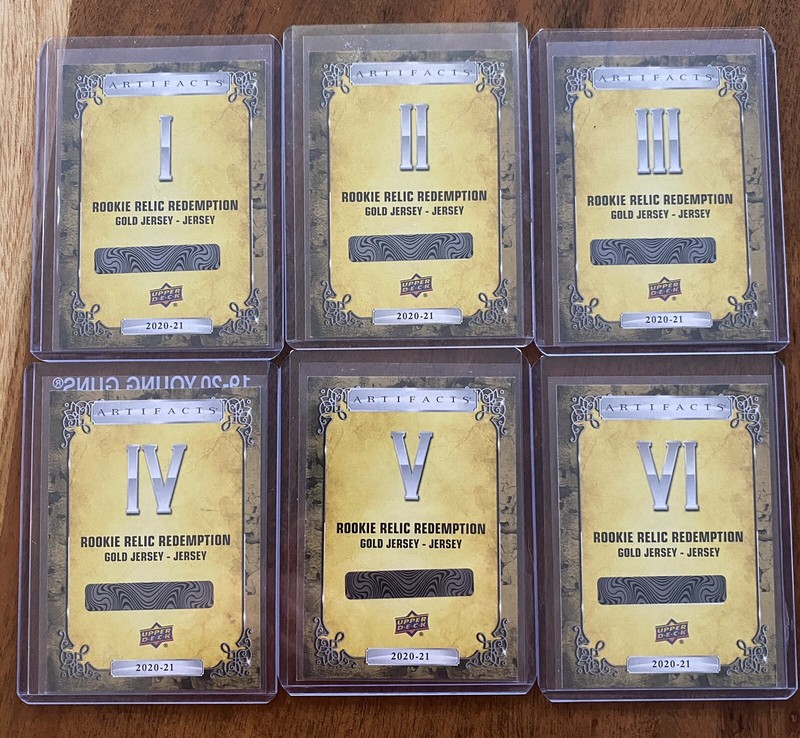 ARTIFACTS
I
ROOKIE RELIC REDEMPTION
GOLD JERSEY - JERSEY
UPPER
DECK®
2020-21
ARTIFACTS
II
ROOKIE RELIC REDEMPTION
GOLD JERSEY - JERSEY
UPPER
DECK®
2020-21
ARTIFACTS
III
ROOKIE RELIC REDEMPTION
GOLD JERSEY - JERSEY
UPPER
DECK®
2020-21
19-20 YOUNG GUNS®
ARTIFACTS
IV
ROOKIE RELIC REDEMPTION
GOLD JERSEY - JERSEY
UPPER
DECK®
2020-21
ARTIFACTS
V
ROOKIE RELIC REDEMPTION
GOLD JERSEY - JERSEY
UPPER
DECK®
2020-21
ARTIFACTS
VI
ROOKIE RELIC REDEMPTION
GOLD JERSEY - JERSEY
UPPER
DECK®
2020-21